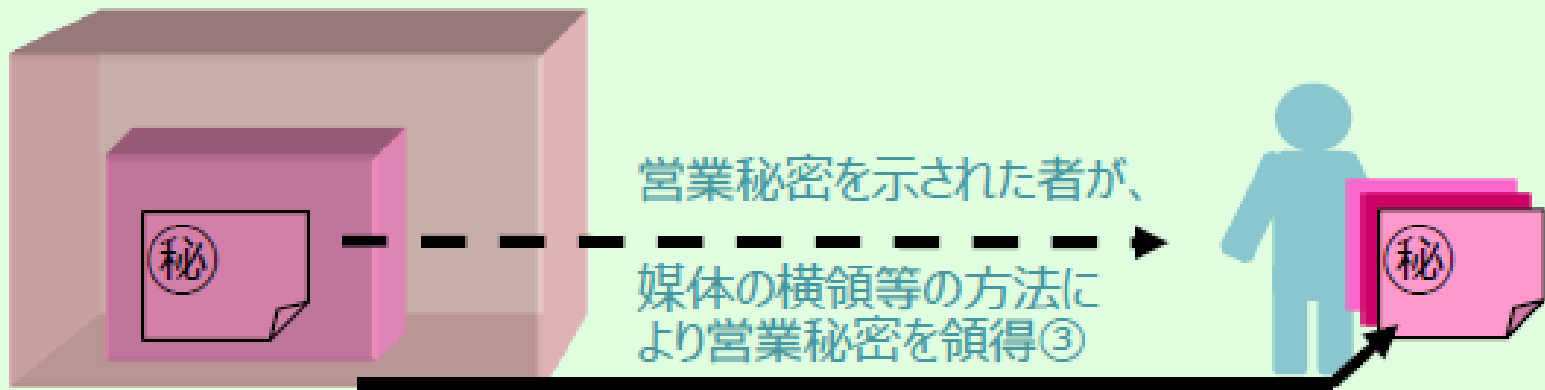 営業秘密を示された者が、
㊙
㊙
媒体の横領等の方法に
より営業秘密を領得③